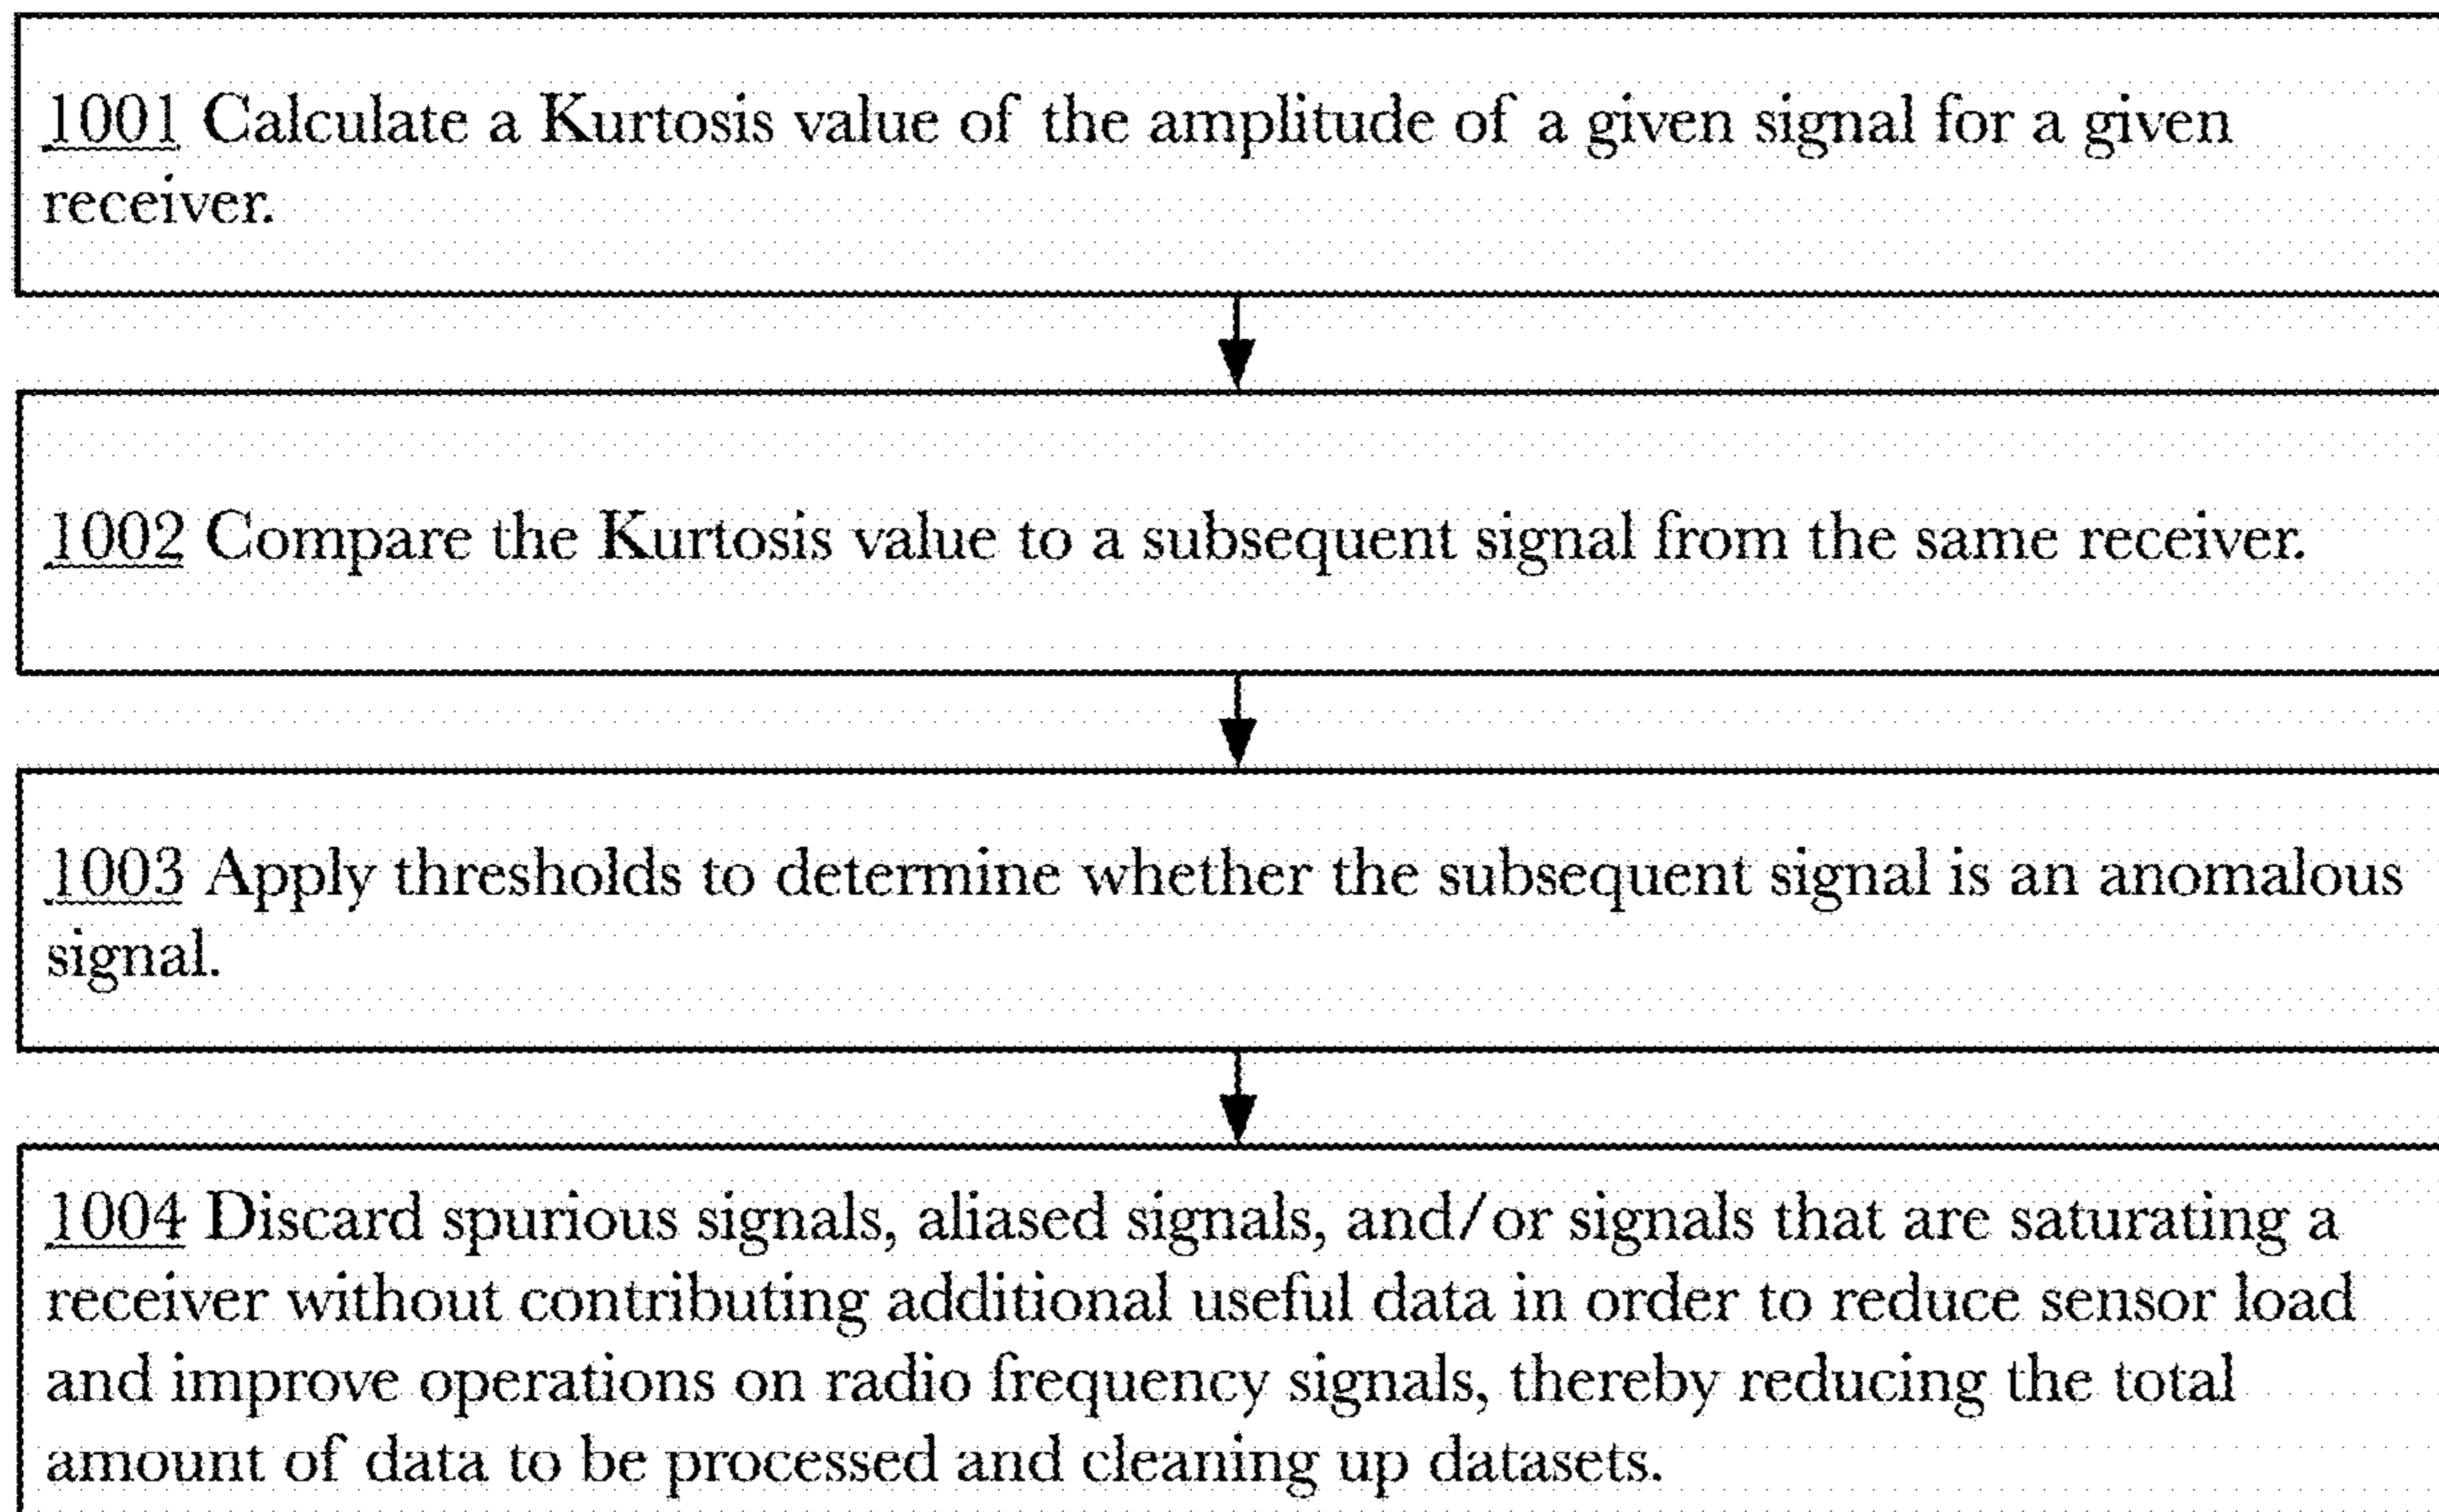 1001 Calculate a Kurtosis value of the amplitude of a given signal for a given
receiver.
1002 Compare the Kurtosis value to a subsequent signal from the same receiver.
1003 Apply thresholds to determine whether the subsequent signal is an anomalous
signal.
1004 Discard spurious signals, aliased signals, and/or signals that are saturating a
receiver without contributing additional useful data in order to reduce sensor load
and improve operations on radio frequency signals, thereby reducing the total
amount of data to be processed and cleaning up datasets.